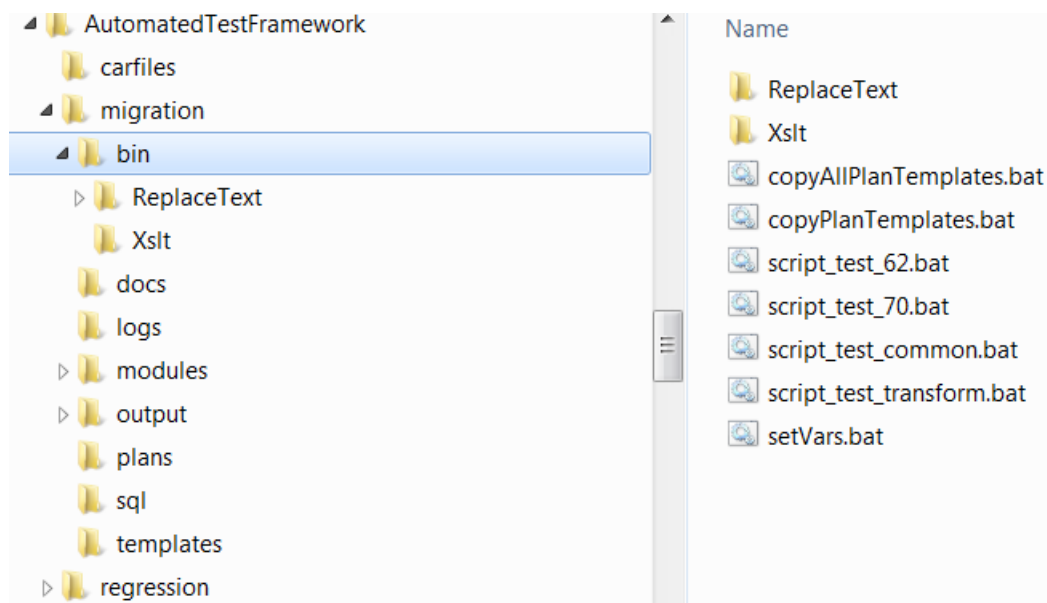 AutomatedTestFramework
carfiles
migration
bin
ReplaceText
Xslt
docs
logs
modules
output
plans
sql
templates
regression
Name
ReplaceText
Xslt
copyAllPlanTemplates.bat
copyPlanTemplates.bat
script_test_62.bat
script_test_70.bat
script_test_common.bat
script_test_transform.bat
setVars.bat